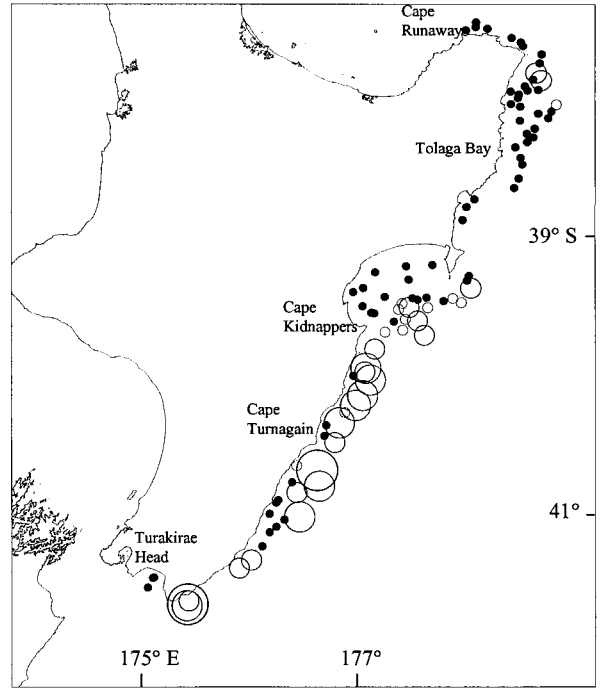 Cape
Runaway
Tolaga Bay
39° S
Cape
Kidnappers
Cape
Turnagain
41°
Turakirae
Head
175° E
177°